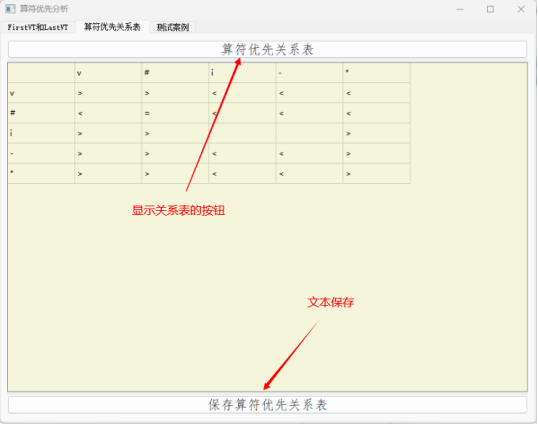 算符优先分析
FirstVT和LastVT 算符优先关系表 测试案例
算符优先关系表
v # i - *
v > > < < <
# < = < < <
i > > >
- > > < < >
* > > < < >
显示关系表的按钮
文本保存
保存算符优先关系表